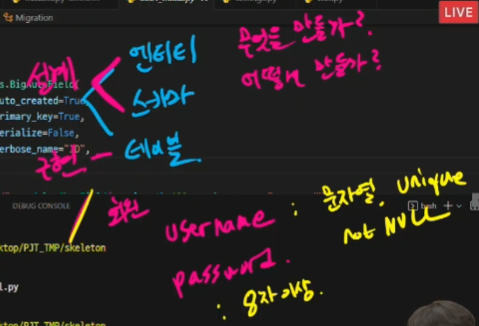 LIVE
Migration
엔터티
무엇을 만들까?
어떻게 만들까?
설계
스키마
s.BigAutoField(
uto_created=True,
rimary_key=True,
erialize=False,
erbose_name="ID",
구현 - 테이블
DEBUG CONSOLE
bash
회원
username : 문자열, unique
not NULL
ktop/PJT_TMP/skeleton
password
: 8자이상.
l.py
ktop/PJT_TMP/skeleton